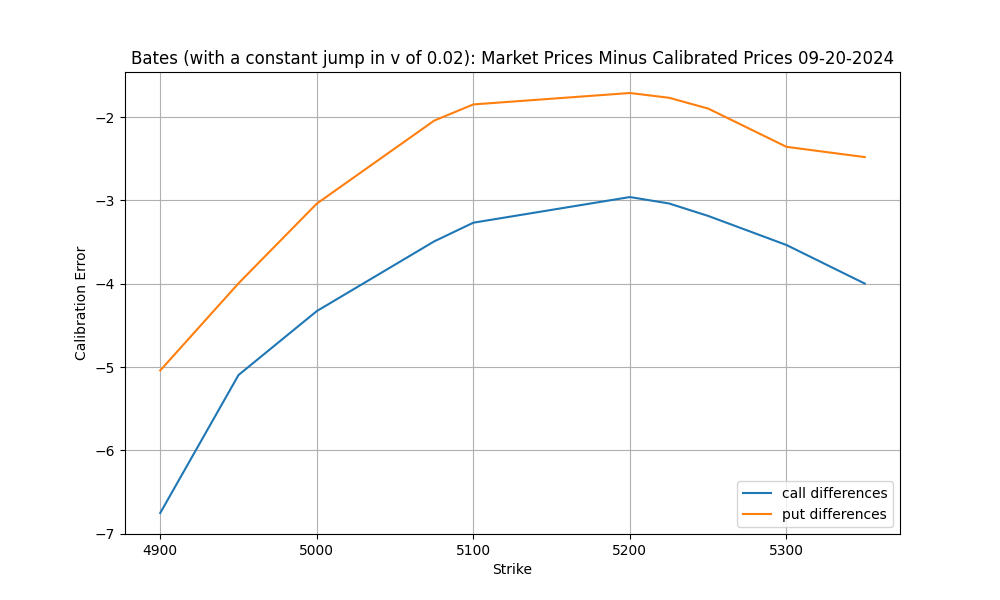 Bates (with a constant jump in v of 0.02): Market Prices Minus Calibrated Prices 09-20-2024
Calibration Error
−2
−3
−4
−5
−6
−7
4900 5000 5100 5200 5300
Strike
call differences
put differences